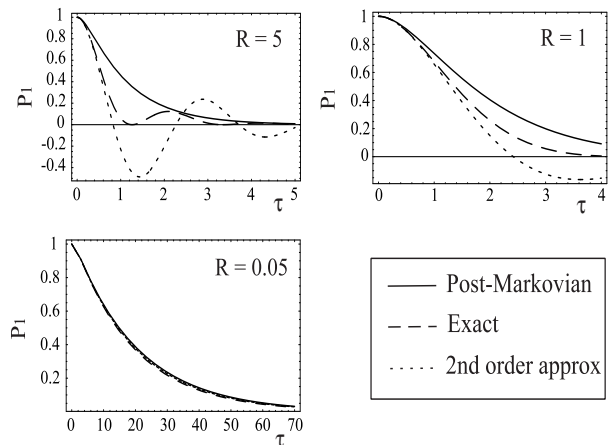 1
0.8
0.6
0.4
0.2
0
-0.2
-0.4
P1
R = 5
0 1 2 3 4 5
τ
1
0.8
0.6
0.4
0.2
0
P1
R = 1
0 1 2 3 4
τ
1
0.8
0.6
0.4
0.2
P1
R = 0.05
0 10 20 30 40 50 60 70
τ
Post-Markovian
Exact
2nd order approx